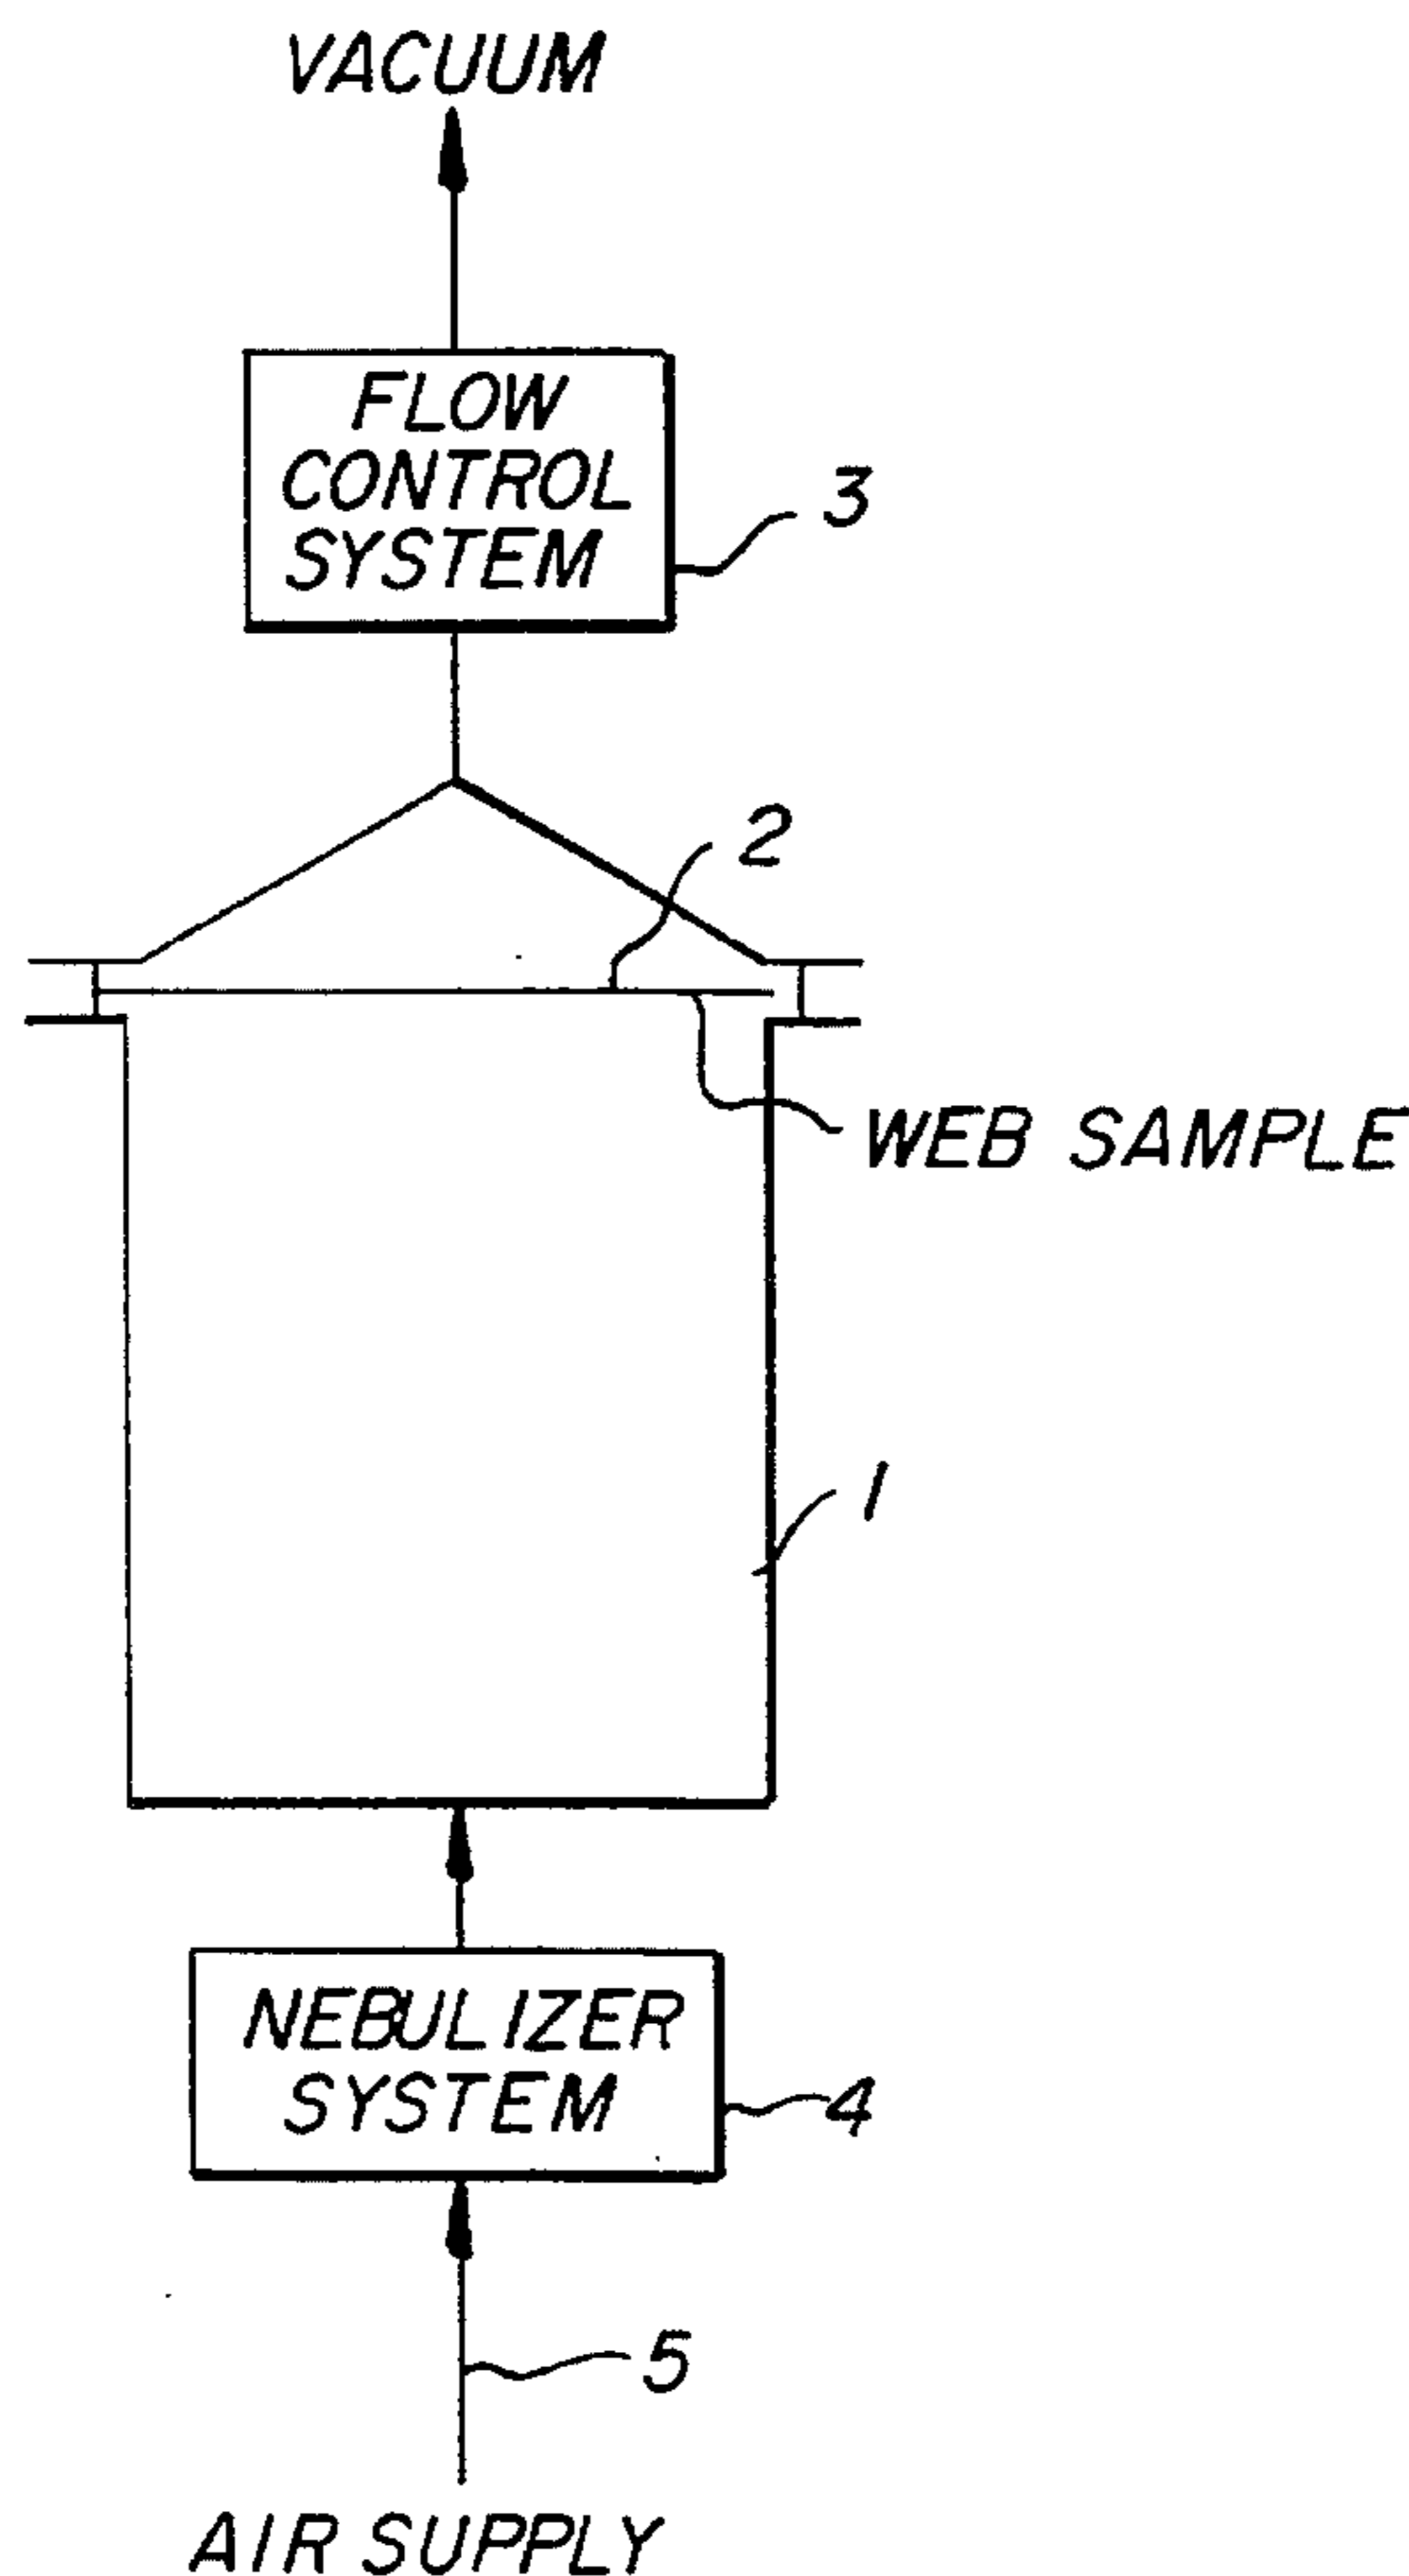 VACUUM
FLOW
CONTROL
SYSTEM
3
2
WEB SAMPLE
1
NEBULIZER
SYSTEM
4
5
AIR SUPPLY